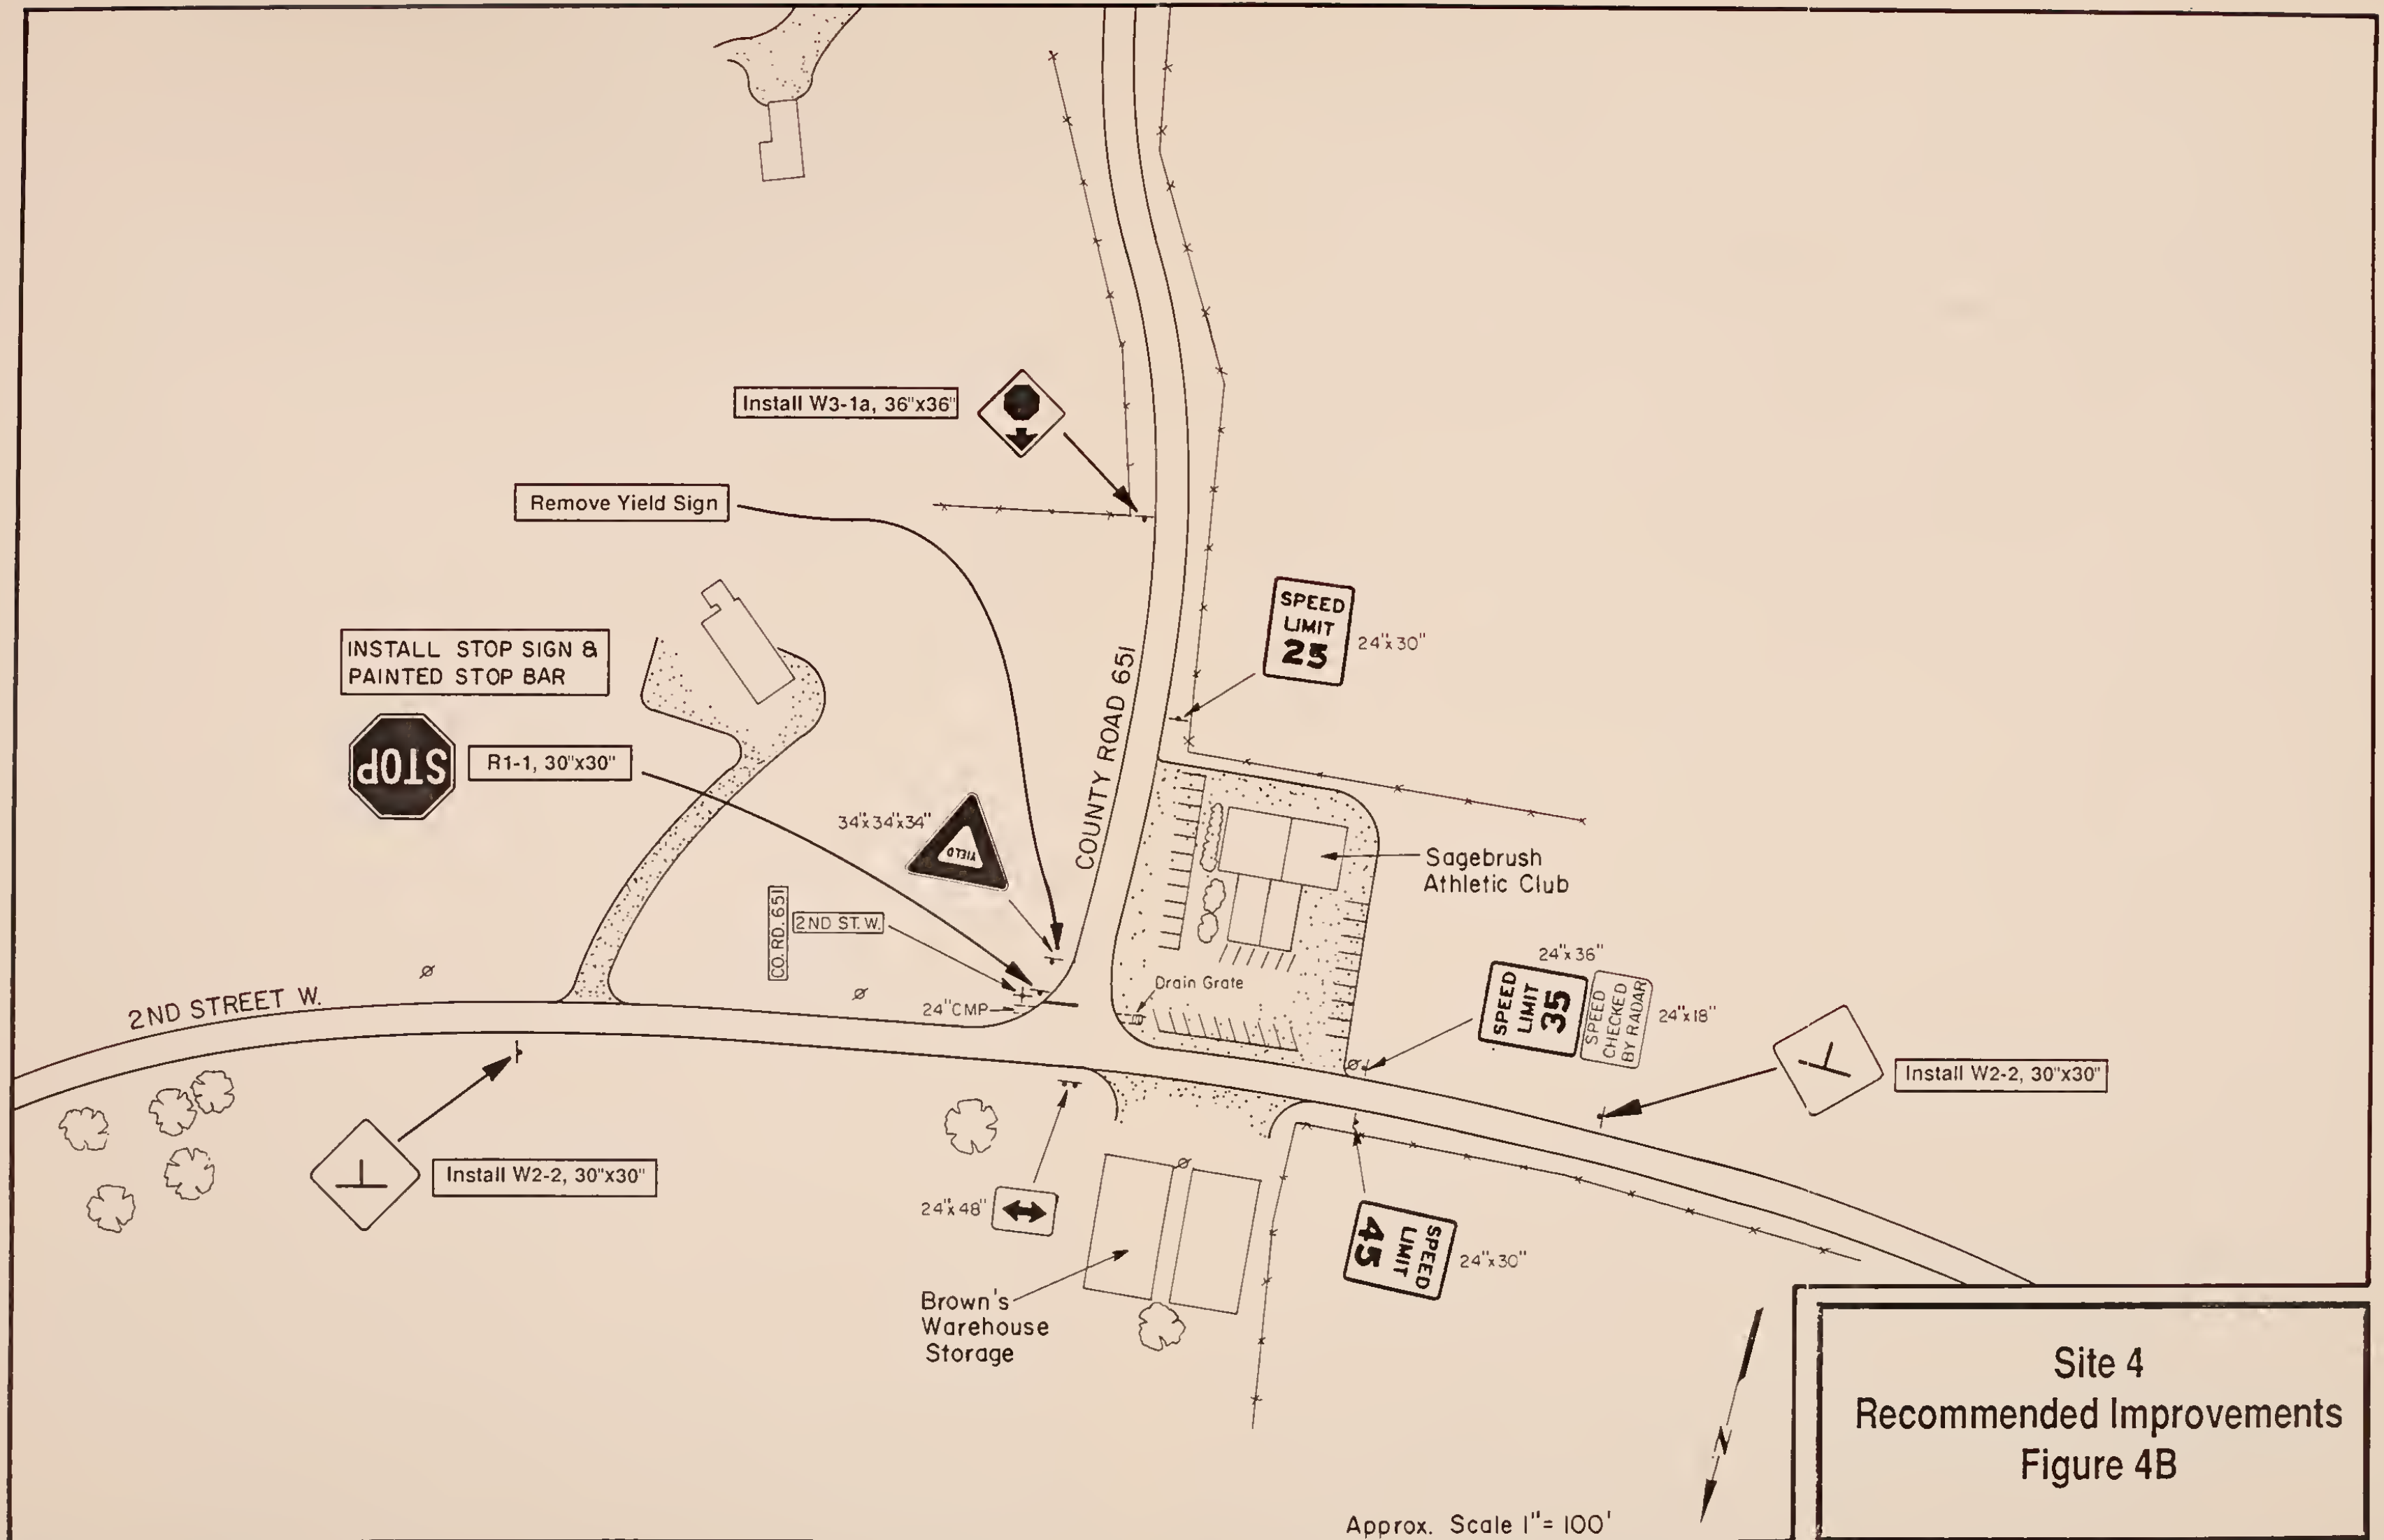 Install W3-1a, 36"x36"
Remove Yield Sign
SPEED
LIMIT
25
24"x30"
INSTALL STOP SIGN &
PAINTED STOP BAR
STOP
R1-1, 30"x30"
COUNTY ROAD 651
34"x34"x34"
YIELD
Sagebrush
Athletic Club
CO. RD. 651
2ND ST. W.
24"x36"
SPEED
LIMIT
35
SPEED
CHECKED
BY RADAR
24"x18"
Drain Grate
2ND STREET W.
24"CMP
Install W2-2, 30"x30"
Install W2-2, 30"x30"
24"x48"
SPEED
LIMIT
45
24"x30"
Brown's
Warehouse
Storage
N
Site 4
Recommended Improvements
Figure 4B
Approx. Scale 1"= 100'